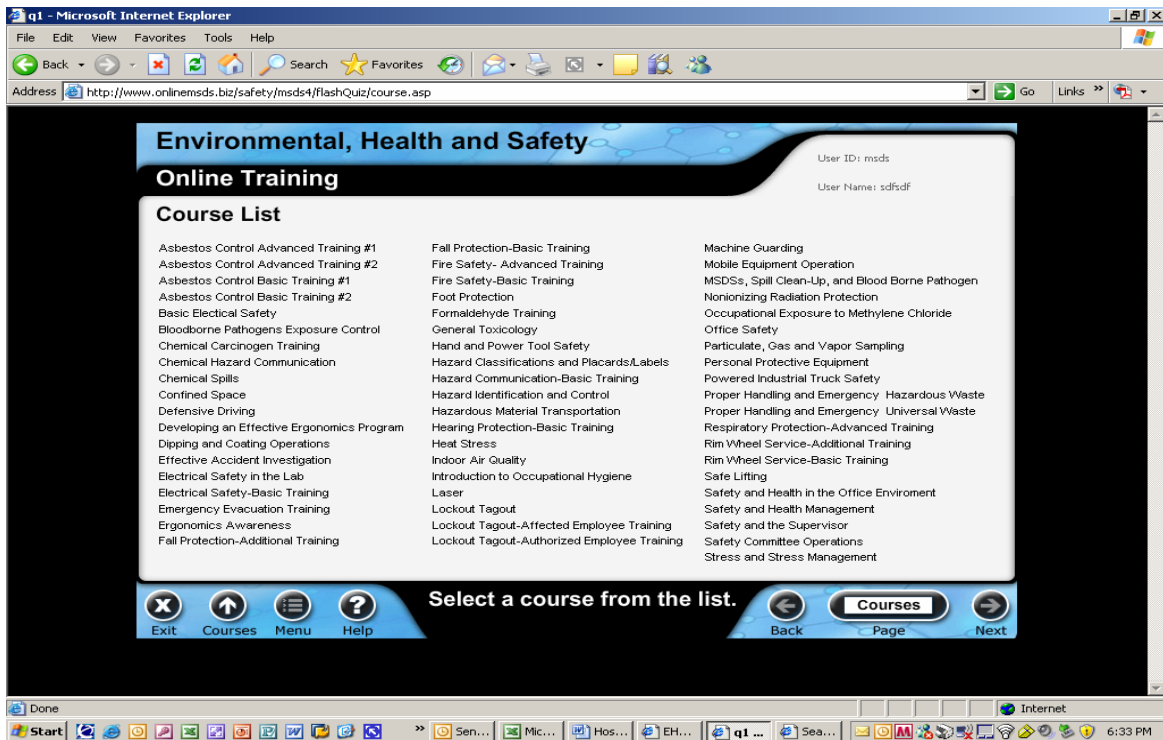 q1 - Microsoft Internet Explorer
File Edit View Favorites Tools Help
Back Search Favorites
Address http://www.onlinemsds.biz/safety/msds4/flashQuiz/course.asp Go Links »
Environmental, Health and Safety
Online Training
User ID: msds
User Name: sdfsdf
Course List
Asbestos Control Advanced Training #1
Asbestos Control Advanced Training #2
Asbestos Control Basic Training #1
Asbestos Control Basic Training #2
Basic Electical Safety
Bloodborne Pathogens Exposure Control
Chemical Carcinogen Training
Chemical Hazard Communication
Chemical Spills
Confined Space
Defensive Driving
Developing an Effective Ergonomics Program
Dipping and Coating Operations
Effective Accident Investigation
Electrical Safety in the Lab
Electrical Safety-Basic Training
Emergency Evacuation Training
Ergonomics Awareness
Fall Protection-Additional Training
Fall Protection-Basic Training
Fire Safety- Advanced Training
Fire Safety-Basic Training
Foot Protection
Formaldehyde Training
General Toxicology
Hand and Power Tool Safety
Hazard Classifications and Placards/Labels
Hazard Communication-Basic Training
Hazard Identification and Control
Hazardous Material Transportation
Hearing Protection-Basic Training
Heat Stress
Indoor Air Quality
Introduction to Occupational Hygiene
Laser
Lockout Tagout
Lockout Tagout-Affected Employee Training
Lockout Tagout-Authorized Employee Training
Machine Guarding
Mobile Equipment Operation
MSDSs, Spill Clean-Up, and Blood Borne Pathogen
Nonionizing Radiation Protection
Occupational Exposure to Methylene Chloride
Office Safety
Particulate, Gas and Vapor Sampling
Personal Protective Equipment
Powered Industrial Truck Safety
Proper Handling and Emergency Hazardous Waste
Proper Handling and Emergency Universal Waste
Respiratory Protection-Advanced Training
Rim Wheel Service-Additional Training
Rim Wheel Service-Basic Training
Safe Lifting
Safety and Health in the Office Enviroment
Safety and Health Management
Safety and the Supervisor
Safety Committee Operations
Stress and Stress Management
Select a course from the list.
Exit Courses Menu Help
Courses
Back Page Next
Done Internet
Start » Sen... Mic... Hos... EH... q1 ... Sea... 6:33 PM